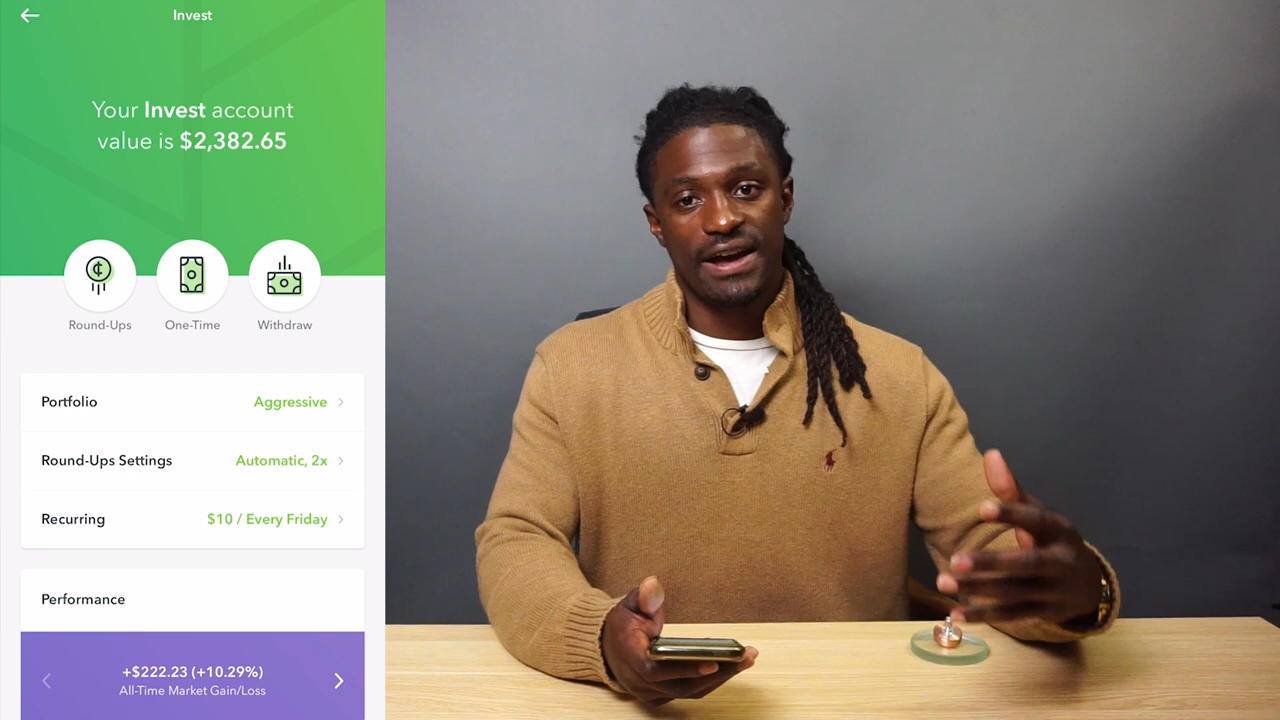 Invest
Your Invest account
value is $2,382.65
Round-Ups
One-Time
Withdraw
Portfolio
Aggressive
Round-Ups Settings
Automatic, 2x
Recurring
$10 / Every Friday
Performance
+$222.23 (+10.29%)
All-Time Market Gain/Loss